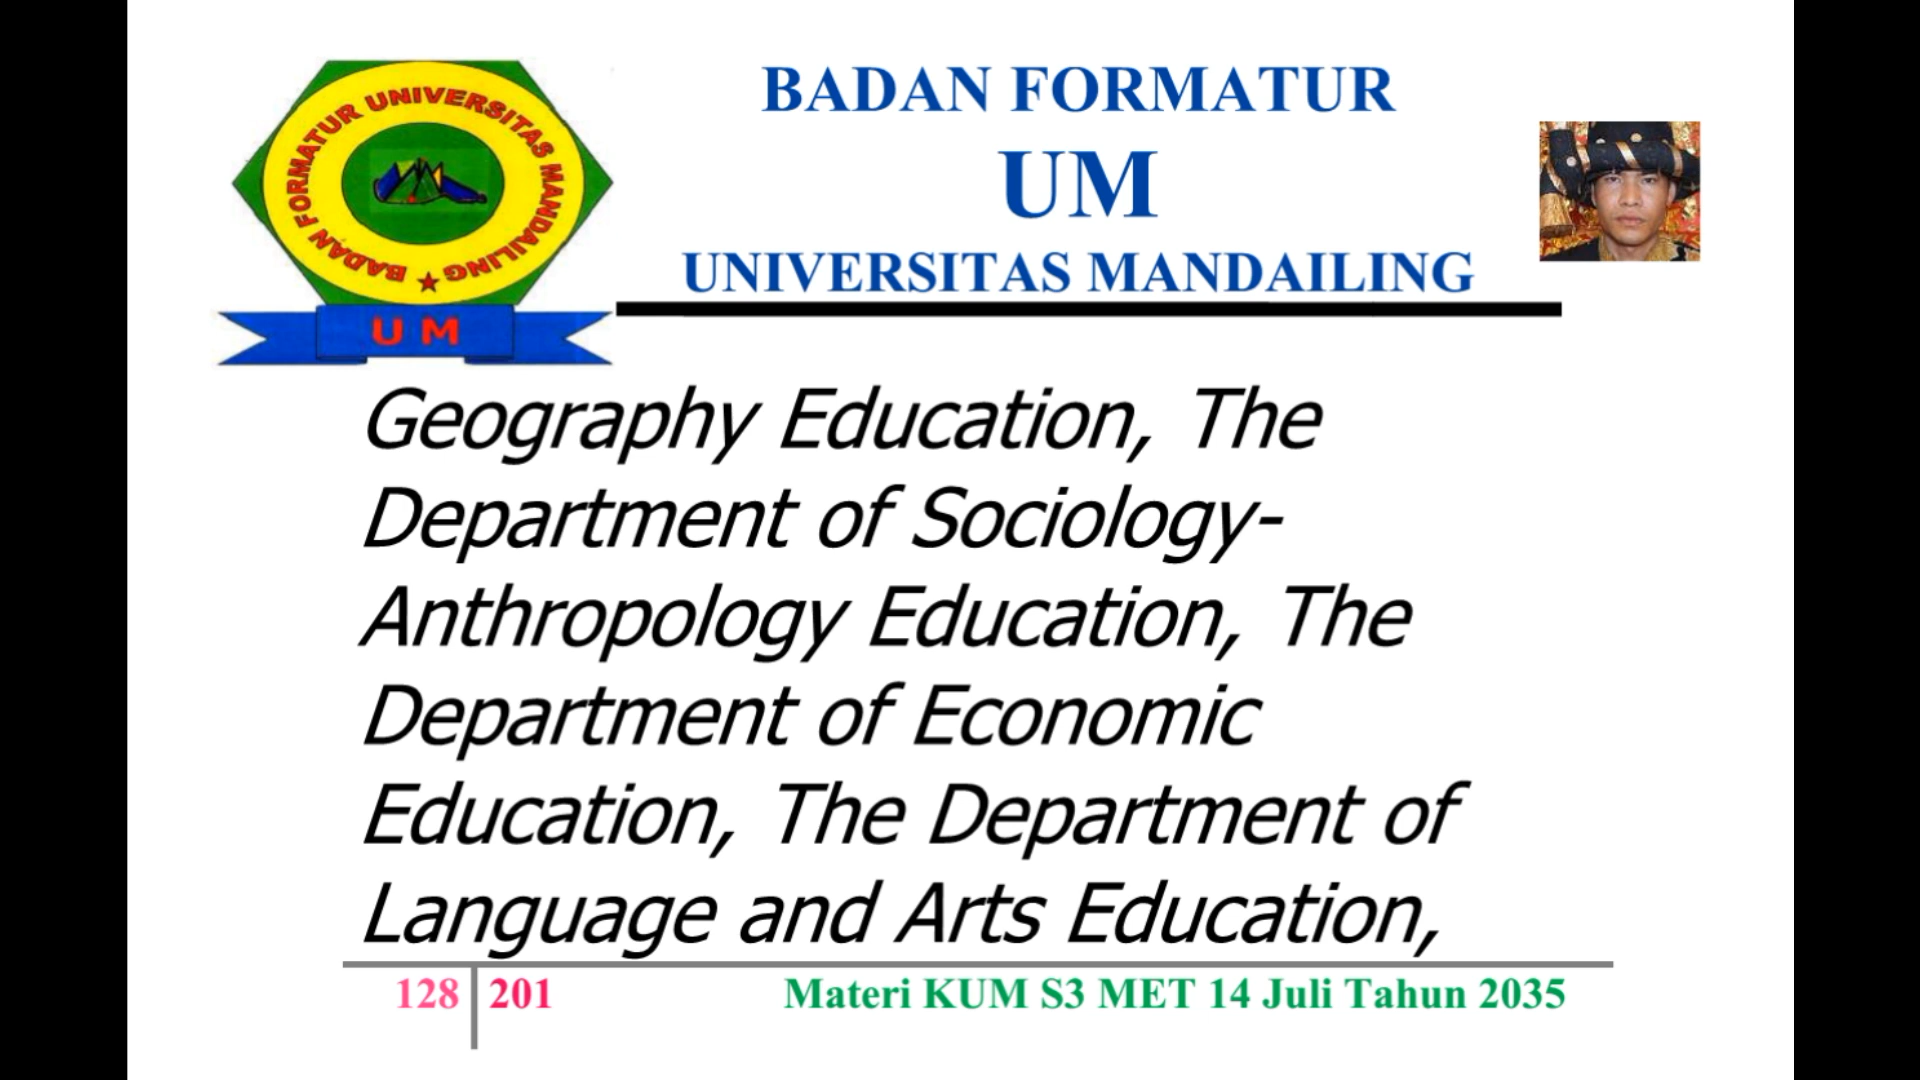 BADAN FORMATUR UNIVERSITAS MANDAILING
U M
BADAN FORMATUR
UM
UNIVERSITAS MANDAILING
Geography Education, The
Department of Sociology-
Anthropology Education, The
Department of Economic
Education, The Department of
Language and Arts Education,
128 201 Materi KUM S3 MET 14 Juli Tahun 2035